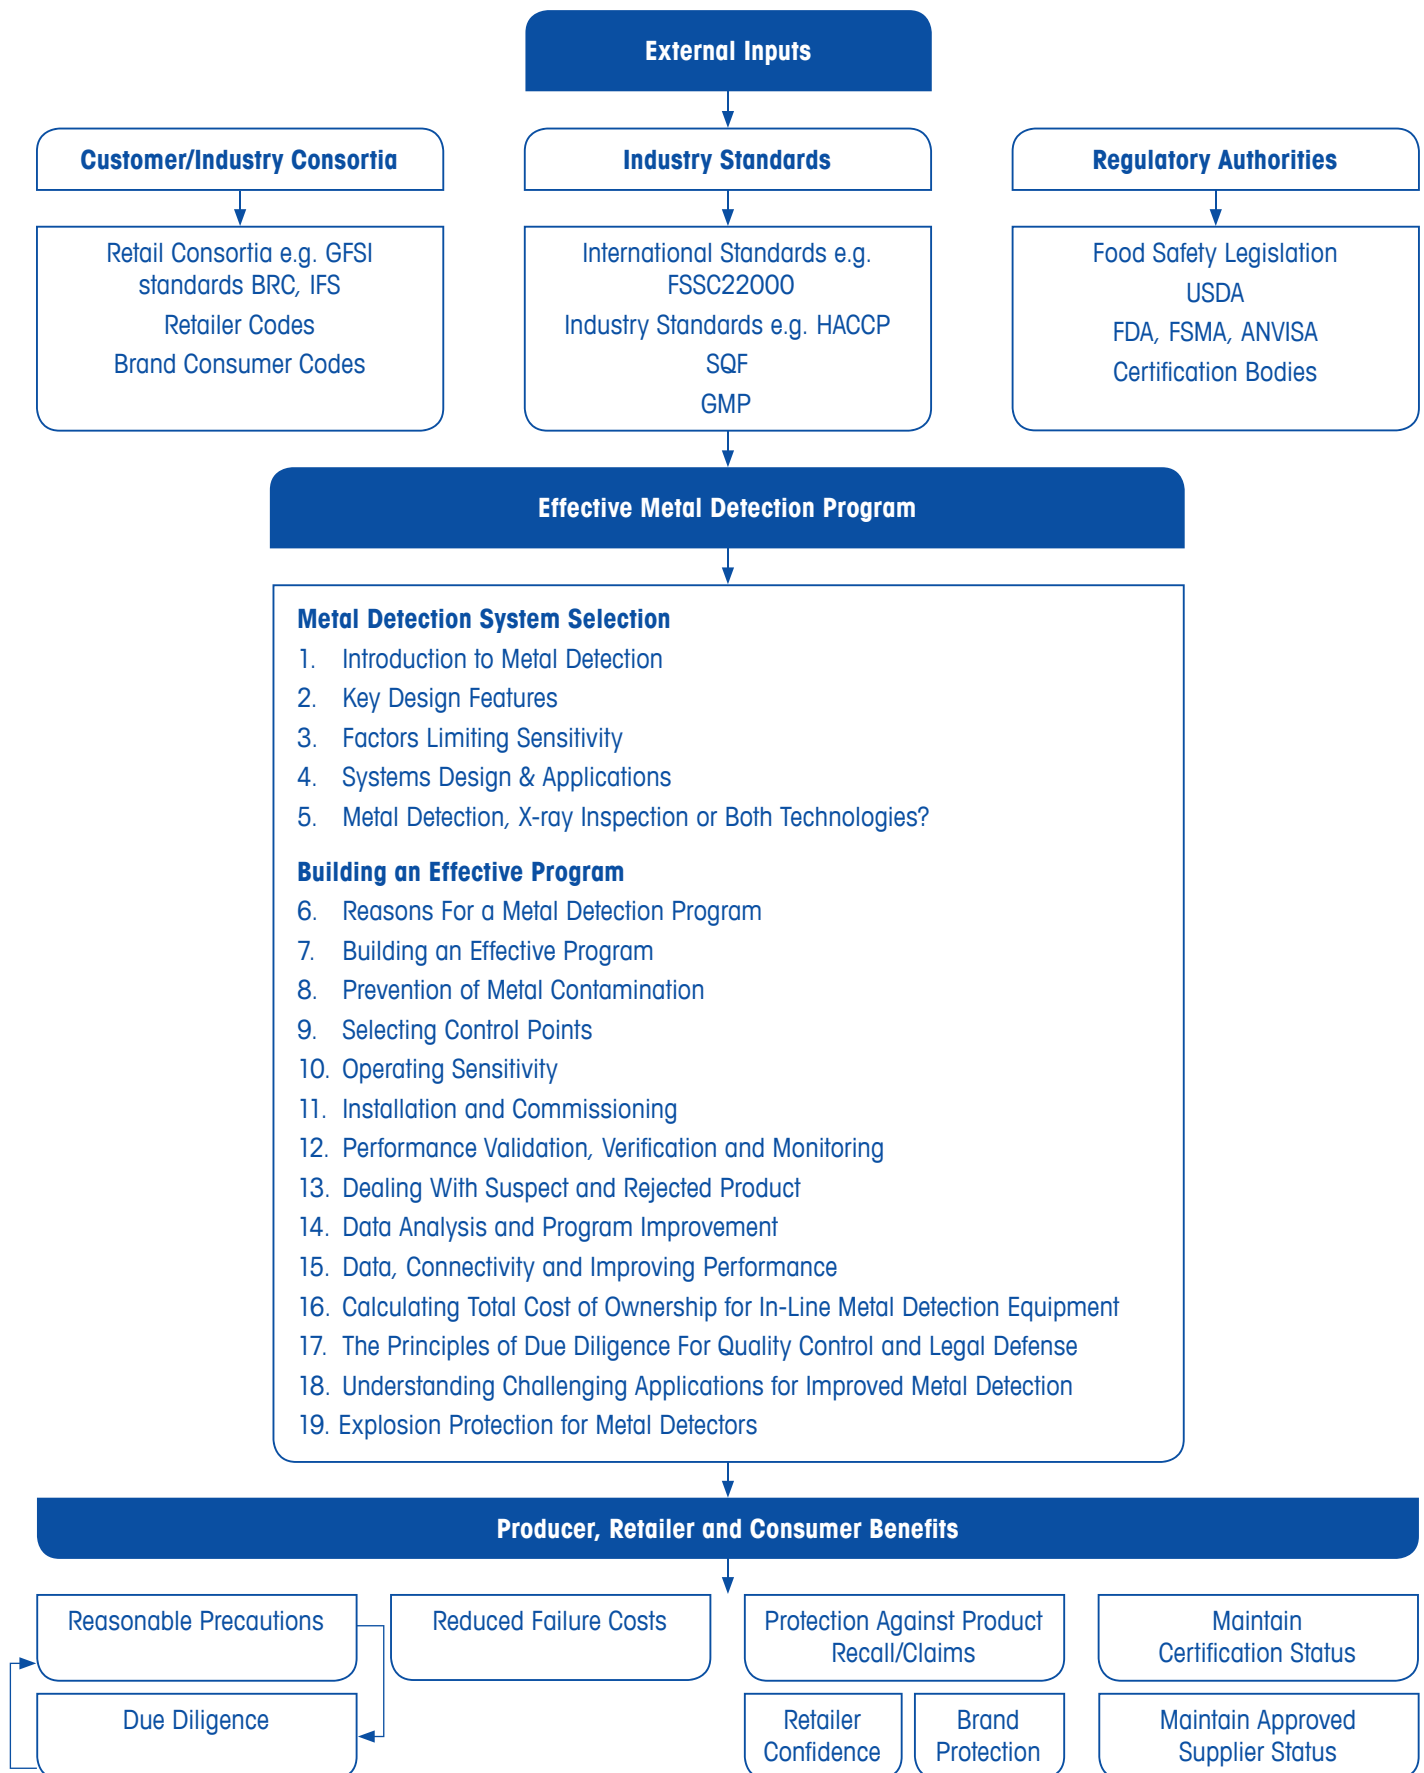 External Inputs
Customer/Industry Consortia
Retail Consortia e.g. GFSI
standards BRC, IFS
Retailer Codes
Brand Consumer Codes
Industry Standards
International Standards e.g.
FSSC22000
Industry Standards e.g. HACCP
SQF
GMP
Regulatory Authorities
Food Safety Legislation
USDA
FDA, FSMA, ANVISA
Certification Bodies
Effective Metal Detection Program
Metal Detection System Selection
1. Introduction to Metal Detection
2. Key Design Features
3. Factors Limiting Sensitivity
4. Systems Design & Applications
5. Metal Detection, X-ray Inspection or Both Technologies?
Building an Effective Program
6. Reasons For a Metal Detection Program
7. Building an Effective Program
8. Prevention of Metal Contamination
9. Selecting Control Points
10. Operating Sensitivity
11. Installation and Commissioning
12. Performance Validation, Verification and Monitoring
13. Dealing With Suspect and Rejected Product
14. Data Analysis and Program Improvement
15. Data, Connectivity and Improving Performance
16. Calculating Total Cost of Ownership for In-Line Metal Detection Equipment
17. The Principles of Due Diligence For Quality Control and Legal Defense
18. Understanding Challenging Applications for Improved Metal Detection
19. Explosion Protection for Metal Detectors
Producer, Retailer and Consumer Benefits
Reasonable Precautions
Due Diligence
Reduced Failure Costs
Protection Against Product
Recall/Claims
Retailer
Confidence
Brand
Protection
Maintain
Certification Status
Maintain Approved
Supplier Status